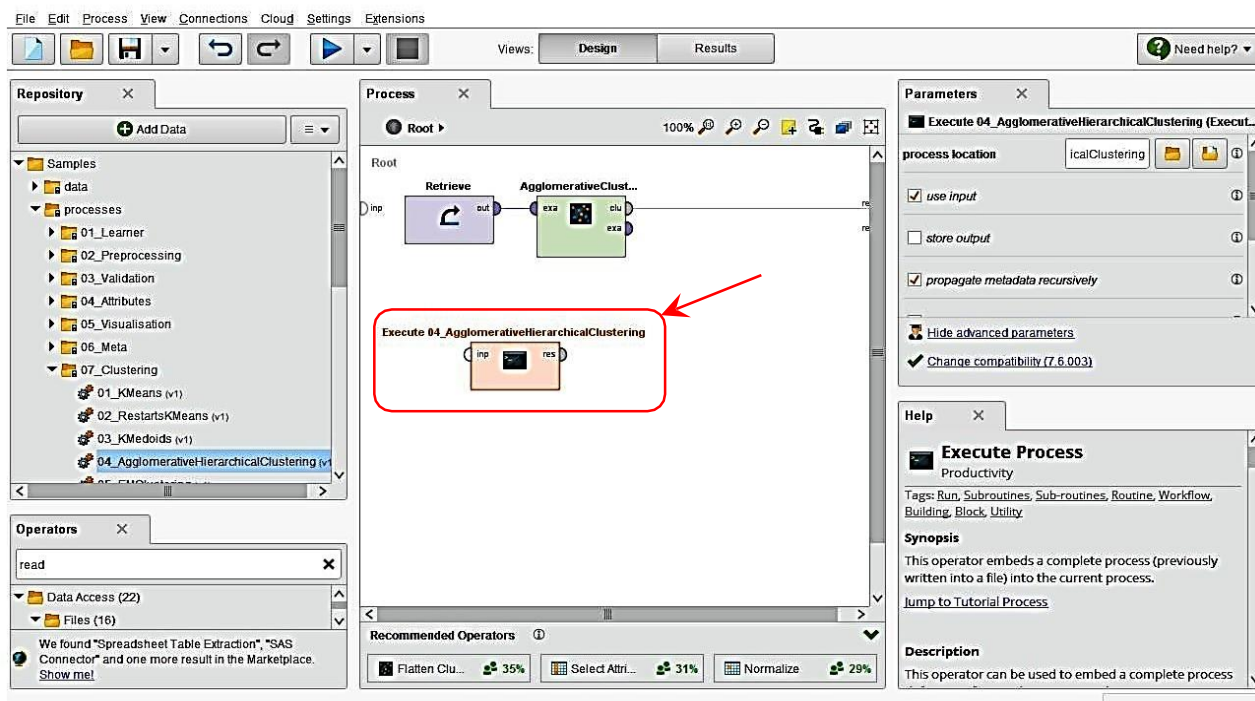 File Edit Process View Connections Cloud Settings Extensions
Views: Design Results Need help?
Repository
Add Data
Samples
data
processes
01_Learner
02_Preprocessing
03_Validation
04_Attributes
05_Visualisation
06_Meta
07_Clustering
01_KMeans (v1)
02_RestartsKMeans (v1)
03_KMedoids (v1)
04_AgglomerativeHierarchicalClustering (v1
Operators
read
Data Access (22)
Files (16)
We found "Spreadsheet Table Extraction", "SAS
Connector" and one more result in the Marketplace.
Show me!
Process
Root 100%
Root
Retrieve AgglomerativeClust...
inp out exa clu re
exa re
Execute 04_AgglomerativeHierarchicalClustering
inp res
Recommended Operators
Flatten Clu... 35% Select Attri... 31% Normalize 29%
Parameters
Execute 04_AgglomerativeHierarchicalClustering (Execut...
process location icalClustering
use input
store output
propagate metadata recursively
Hide advanced parameters
Change compatibility (7.6.003)
Help
Execute Process
Productivity
Tags: Run, Subroutines, Sub-routines, Routine, Workflow,
Building, Block, Utility
Synopsis
This operator embeds a complete process (previously
written into a file) into the current process.
Jump to Tutorial Process
Description
This operator can be used to embed a complete process